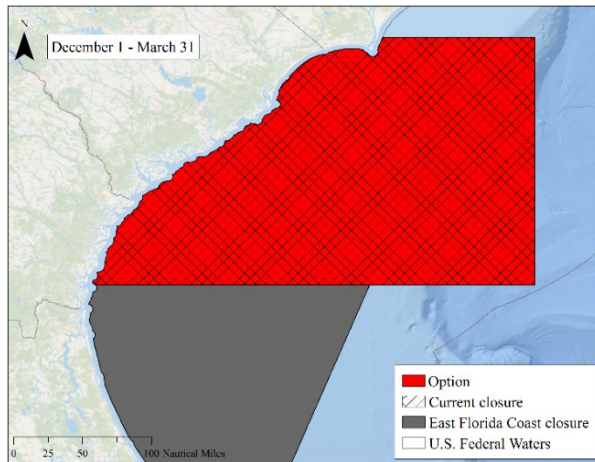 N
December 1 - March 31
Option
Current closure
East Florida Coast closure
U.S. Federal Waters
0 25 50 100 Nautical Miles